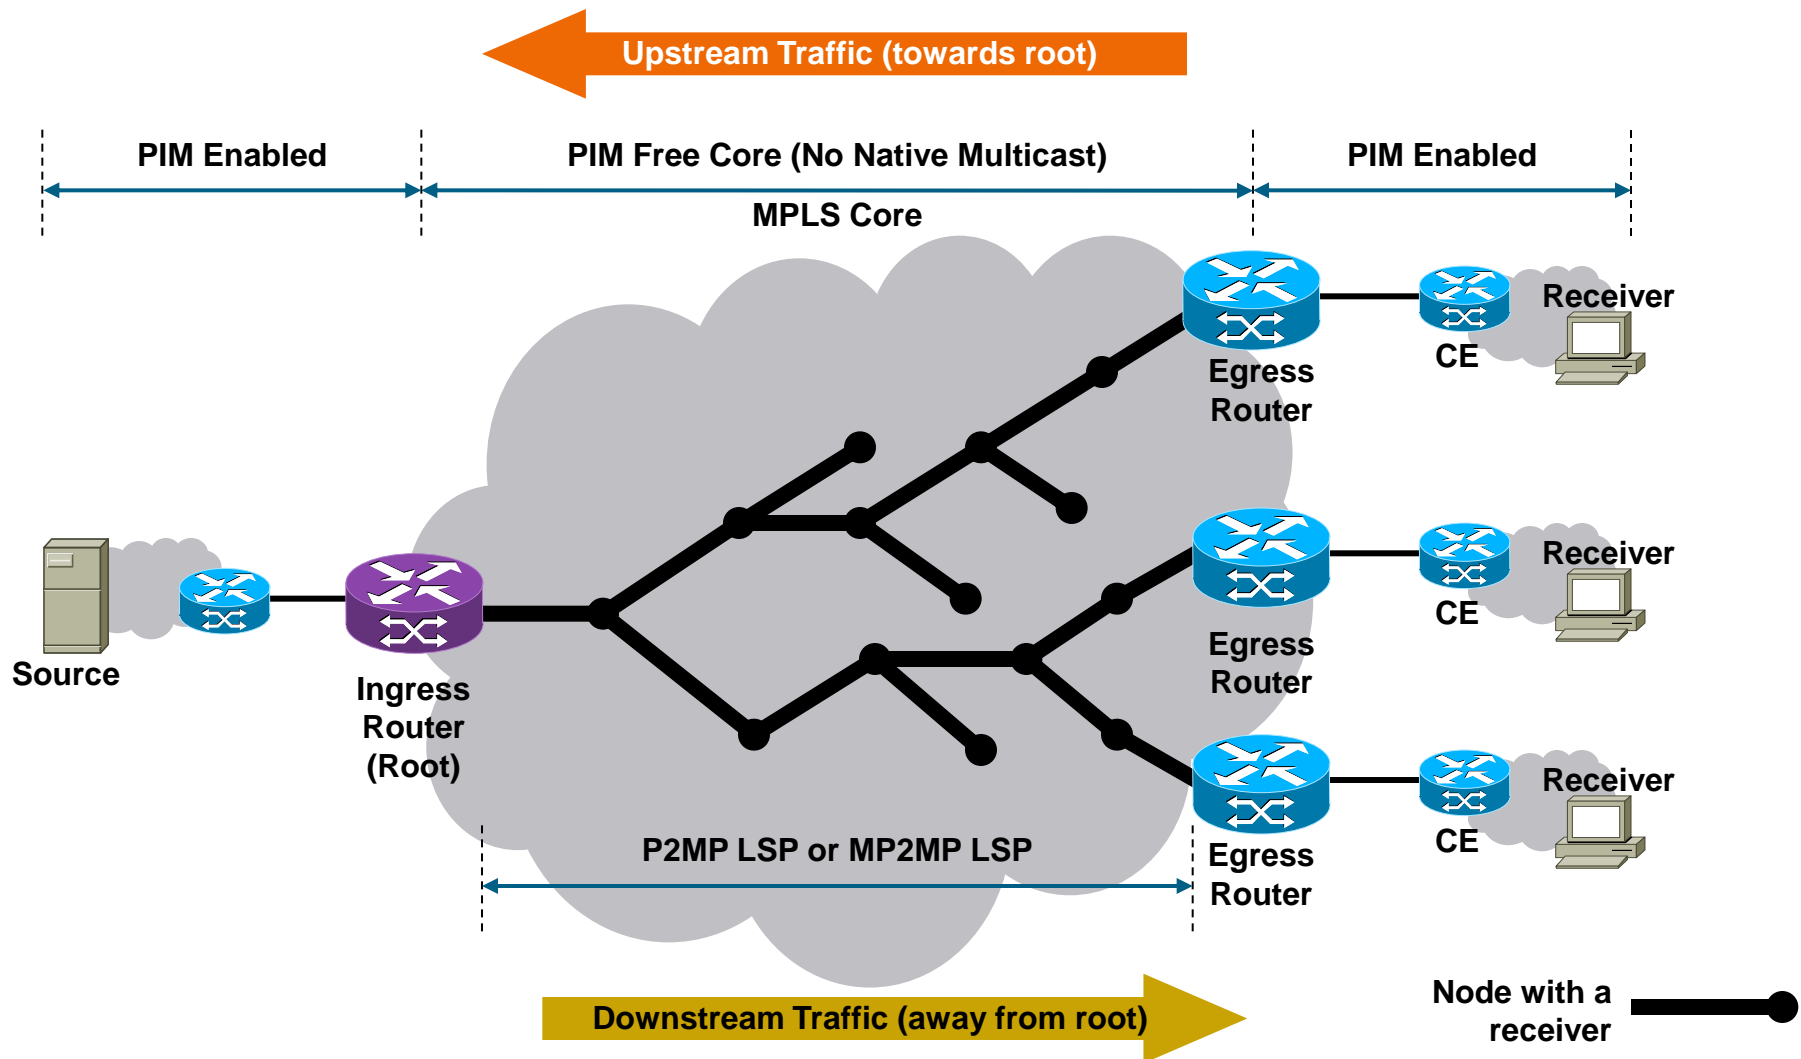 Upstream Traffic (towards root)
PIM Enabled
PIM Free Core (No Native Multicast)
PIM Enabled
MPLS Core
Receiver
CE
Egress
Router
Receiver
CE
Egress
Router
Source
Ingress
Router
(Root)
Receiver
CE
Egress
Router
P2MP LSP or MP2MP LSP
Downstream Traffic (away from root)
Node with a
receiver